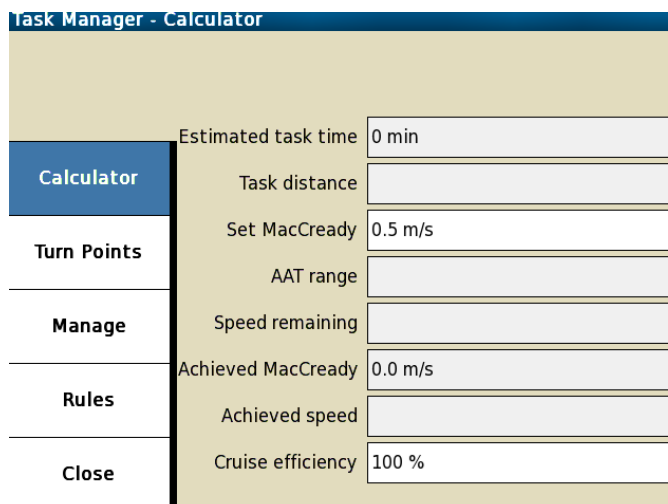 Task Manager - Calculator
Estimated task time 0 min
Calculator
Task distance
Set MacCready 0.5 m/s
Turn Points
AAT range
Manage
Speed remaining
Achieved MacCready 0.0 m/s
Rules
Achieved speed
Cruise efficiency 100 %
Close